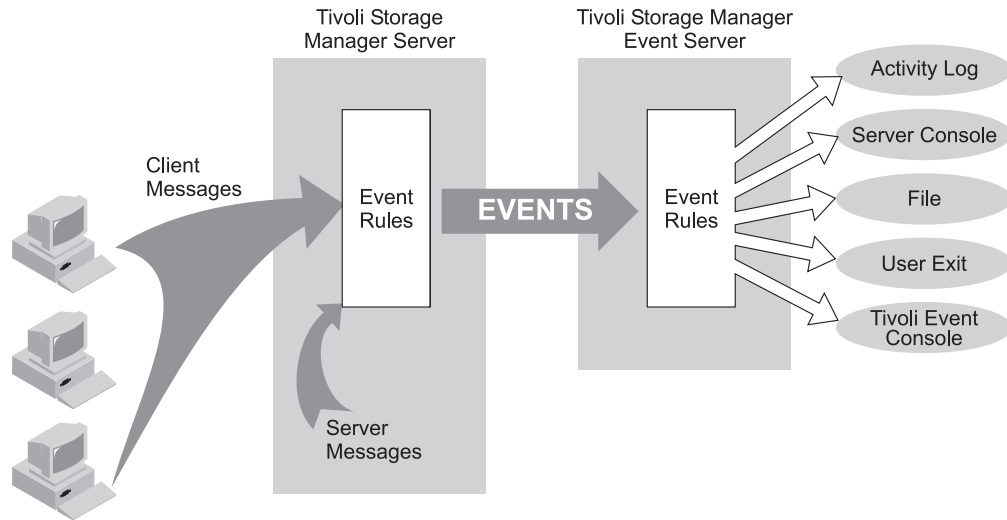 Tivoli Storage
Manager Server
Tivoli Storage Manager
Event Server
Client
Messages
Event
Rules
Server
Messages
EVENTS
Event
Rules
Activity Log
Server Console
File
User Exit
Tivoli Event
Console